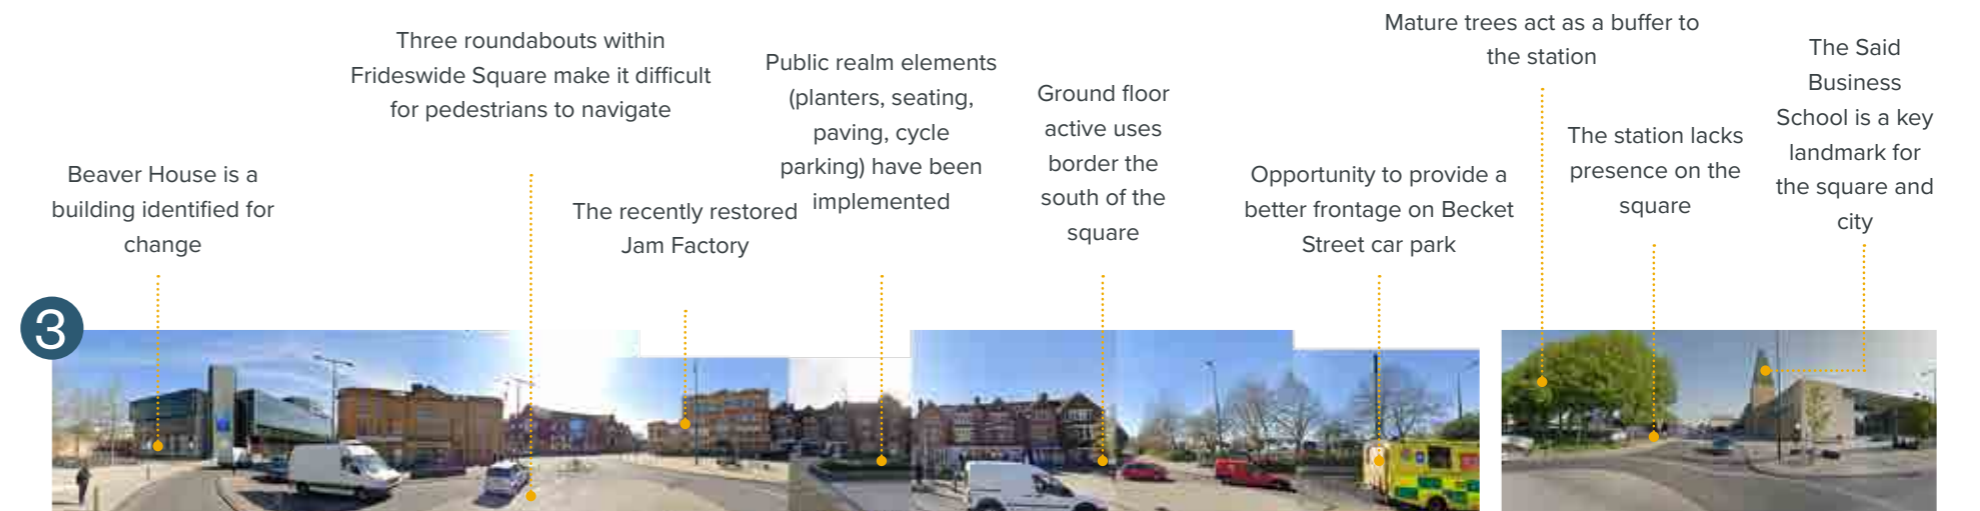 Beaver House is a
building identified for
change
Three roundabouts within
Frideswide Square make it difficult
for pedestrians to navigate
The recently restored
Jam Factory
Public realm elements
(planters, seating,
paving, cycle
parking) have been
implemented
Ground floor
active uses
border the
south of the
square
Opportunity to provide a
better frontage on Becket
Street car park
Mature trees act as a buffer to
the station
The station lacks
presence on the
square
The Said
Business
School is a key
landmark for
the square and
city
3